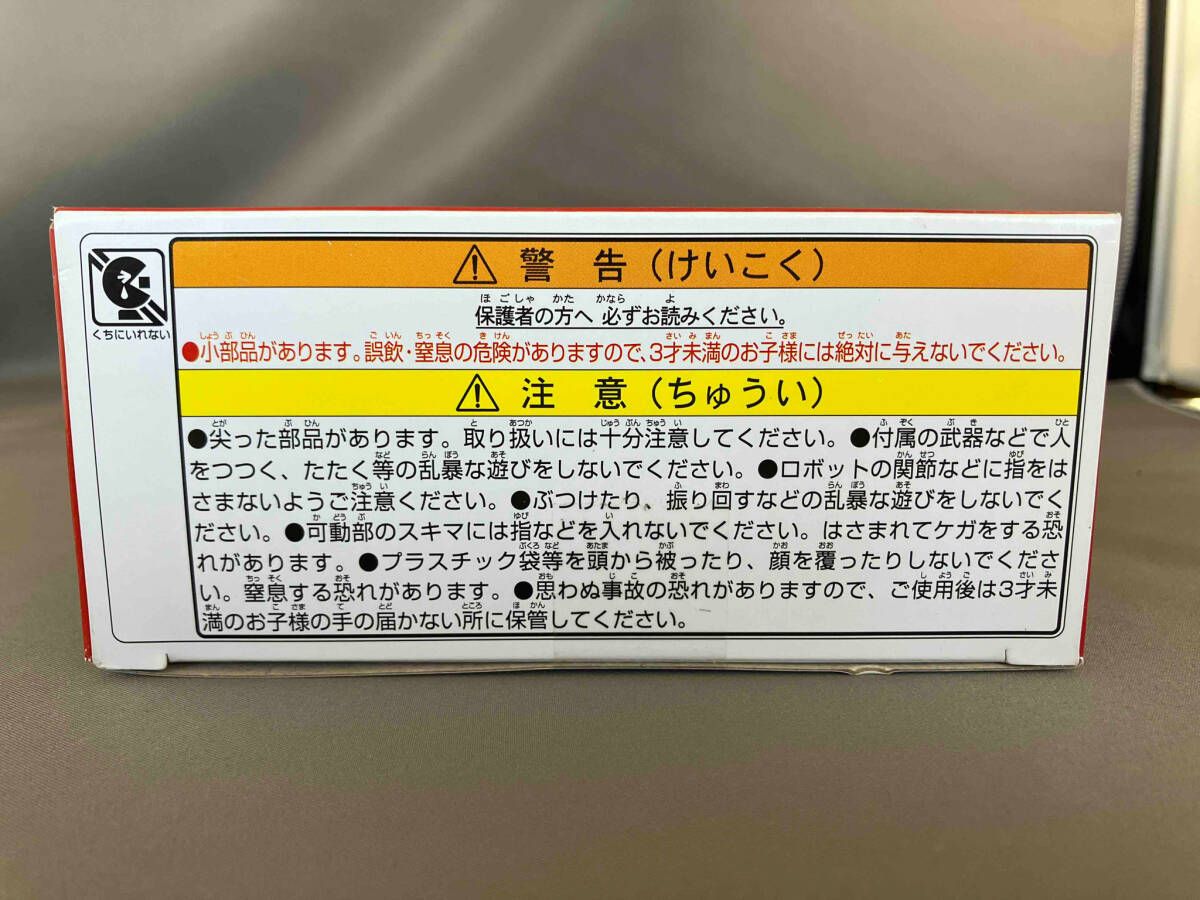 警 告（けいこく）
保護者の方へ 必ずお読みください。
くちにいれない
●小部品があります。誤飲・窒息の危険がありますので、3才未満のお子様には絶対に与えないでください。
注 意（ちゅうい）
●尖った部品があります。取り扱いには十分注意してください。●付属の武器などで人
をつつく、たたく等の乱暴な遊びをしないでください。●ロボットの関節などに指をは
さまないようご注意ください。●ぶつけたり、振り回すなどの乱暴な遊びをしないでく
ださい。●可動部のスキマには指などを入れないでください。はさまれてケガをする恐
れがあります。●プラスチック袋等を頭から被ったり、顔を覆ったりしないでくださ
い。窒息する恐れがあります。●思わぬ事故の恐れがありますので、ご使用後は3才未
満のお子様の手の届かない所に保管してください。